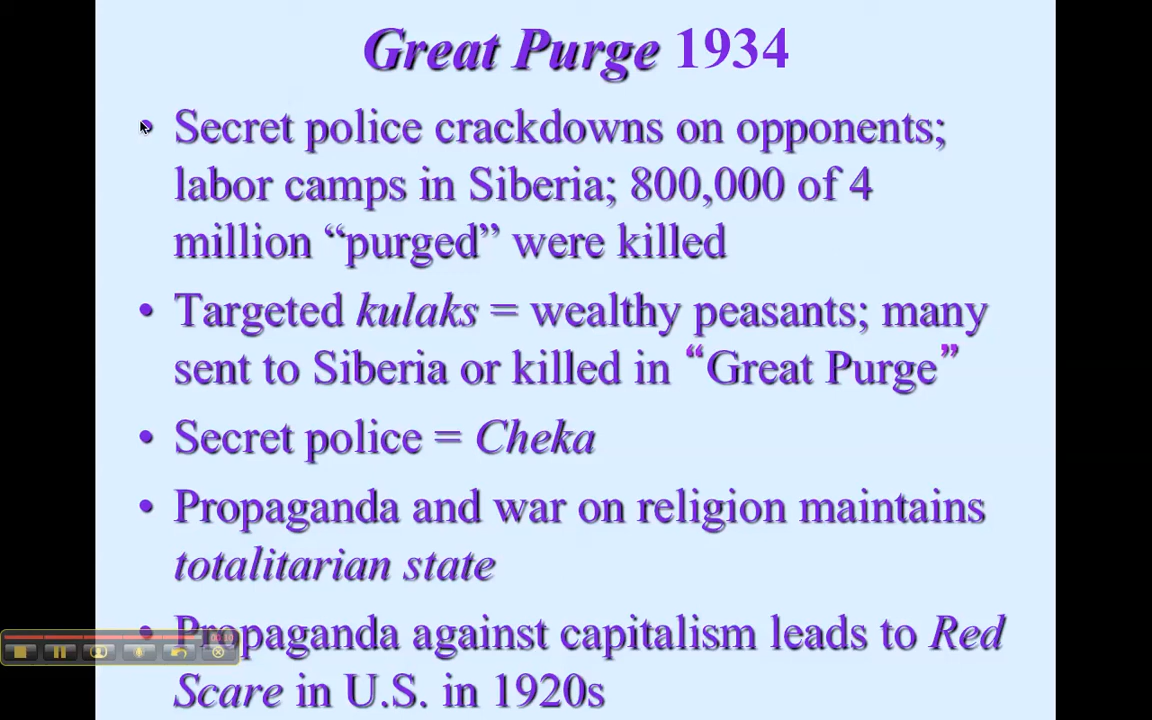 Great Purge 1934
• Secret police crackdowns on opponents;
labor camps in Siberia; 800,000 of 4
million “purged” were killed
• Targeted kulaks = wealthy peasants; many
sent to Siberia or killed in “Great Purge”
• Secret police = Cheka
• Propaganda and war on religion maintains
totalitarian state
• Propaganda against capitalism leads to Red
00:10
Scare in U.S. in 1920s